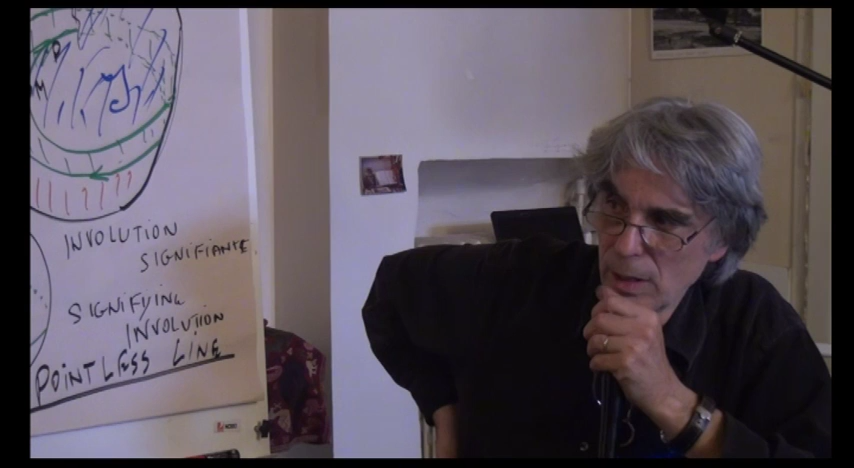 INVOLUTION
SIGNIFIANTE
SIGNIFYING
INVOLUTION
POINTLESS LINE